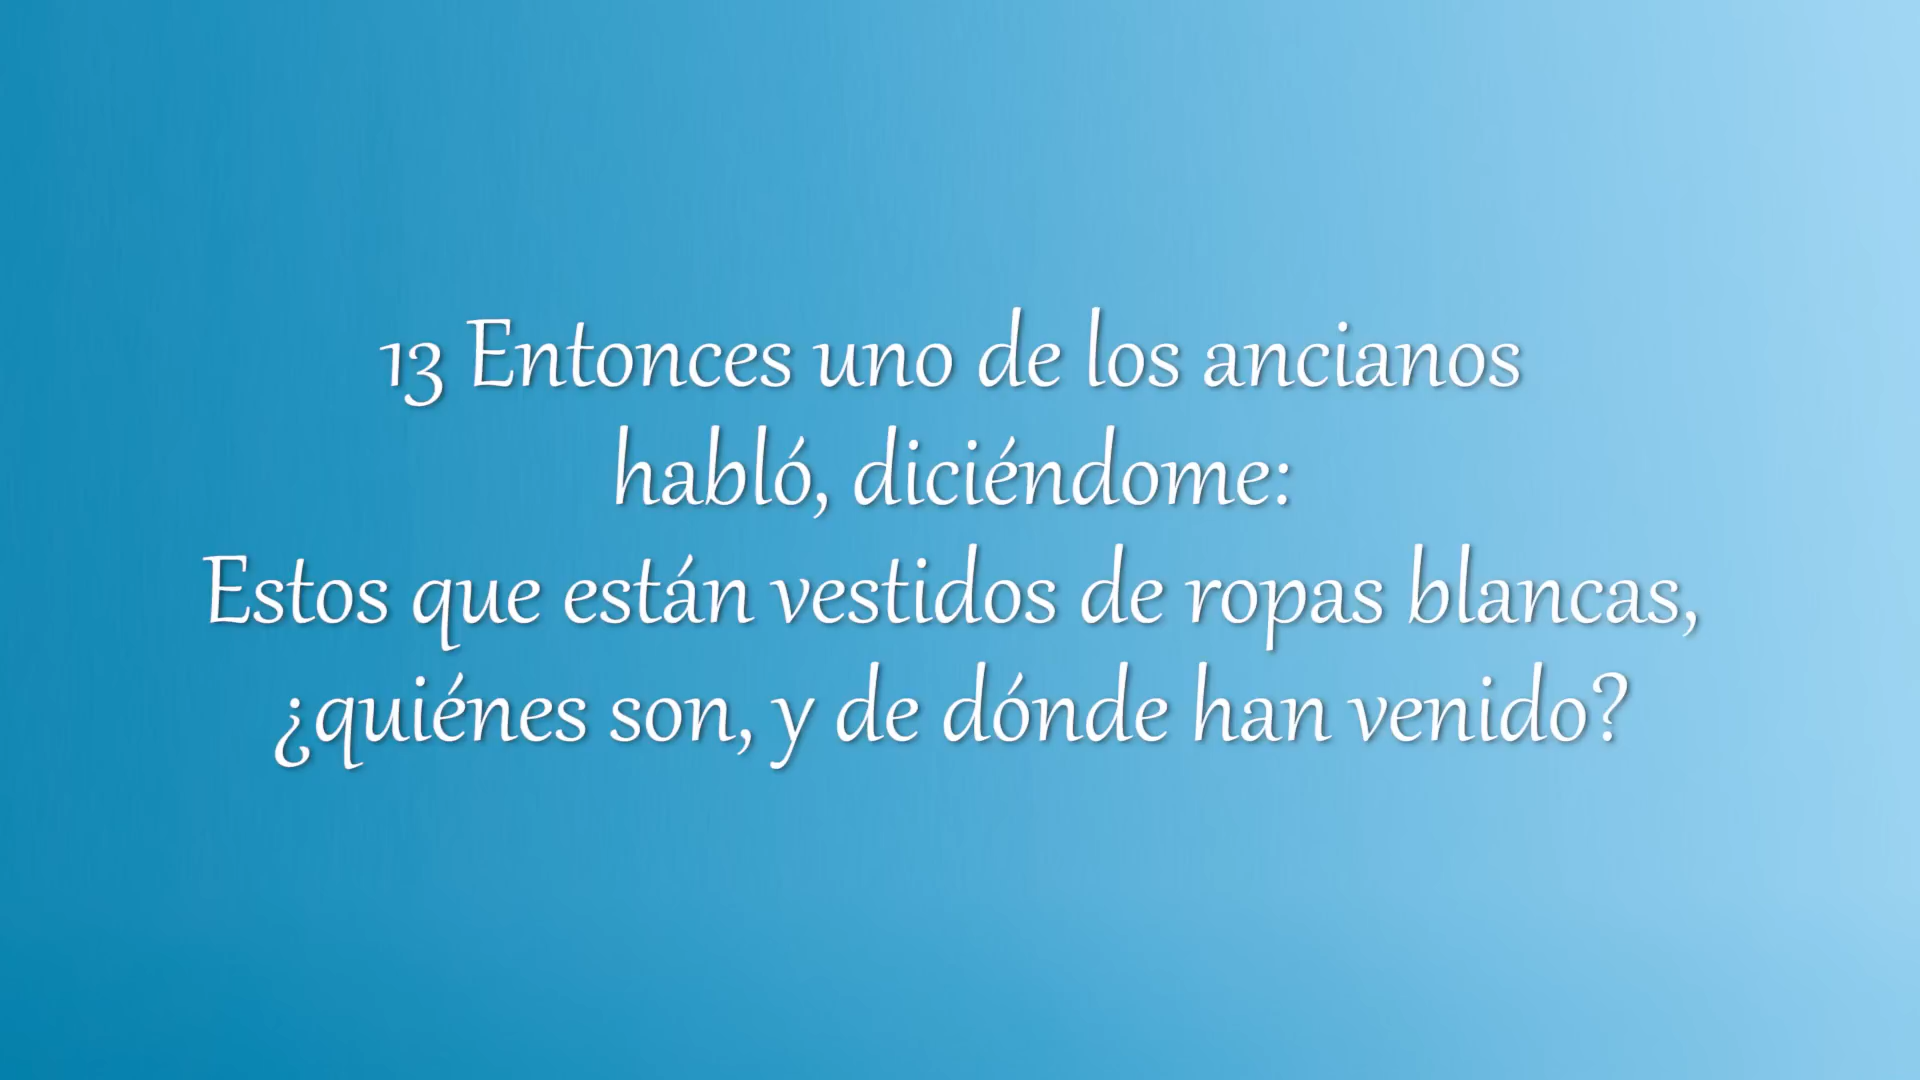 13 Entonces uno de los ancianos
habló, diciéndome:
Estos que están vestidos de ropas blancas,
¿quiénes son, y de dónde han venido?